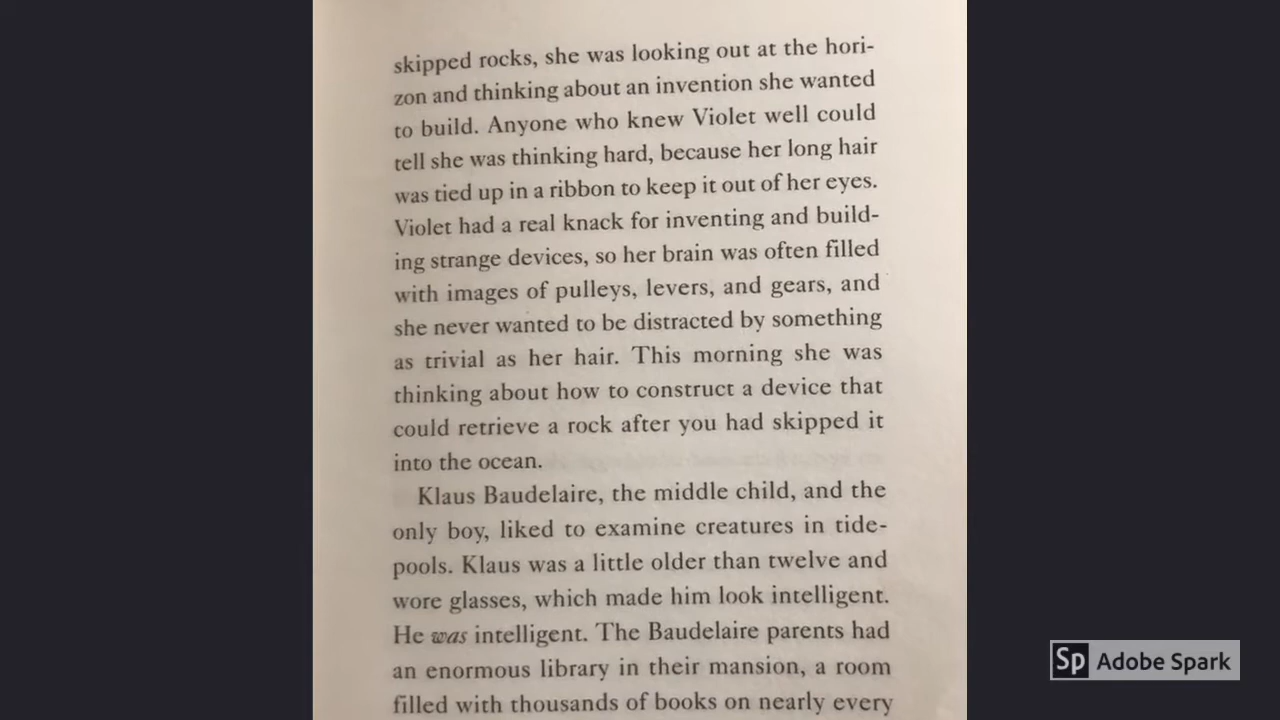 skipped rocks, she was looking out at the hori-
zon and thinking about an invention she wanted
to build. Anyone who knew Violet well could
tell she was thinking hard, because her long hair
was tied up in a ribbon to keep it out of her eyes.
Violet had a real knack for inventing and build-
ing strange devices, so her brain was often filled
with images of pulleys, levers, and gears, and
she never wanted to be distracted by something
as trivial as her hair. This morning she was
thinking about how to construct a device that
could retrieve a rock after you had skipped it
into the ocean.
Klaus Baudelaire, the middle child, and the
only boy, liked to examine creatures in tide-
pools. Klaus was a little older than twelve and
wore glasses, which made him look intelligent.
He was intelligent. The Baudelaire parents had
an enormous library in their mansion, a room
filled with thousands of books on nearly every
Sp Adobe Spark